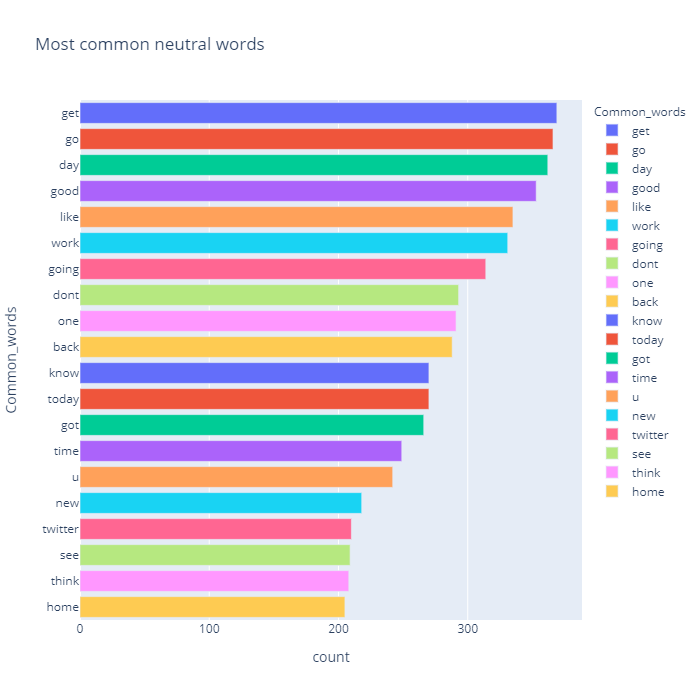 Most common neutral words
Common_words
get
go
day
good
like
work
going
dont
one
back
know
today
got
time
u
new
twitter
see
think
home
0 100 200 300
count
Common_words
get
go
day
good
like
work
going
dont
one
back
know
today
got
time
u
new
twitter
see
think
home